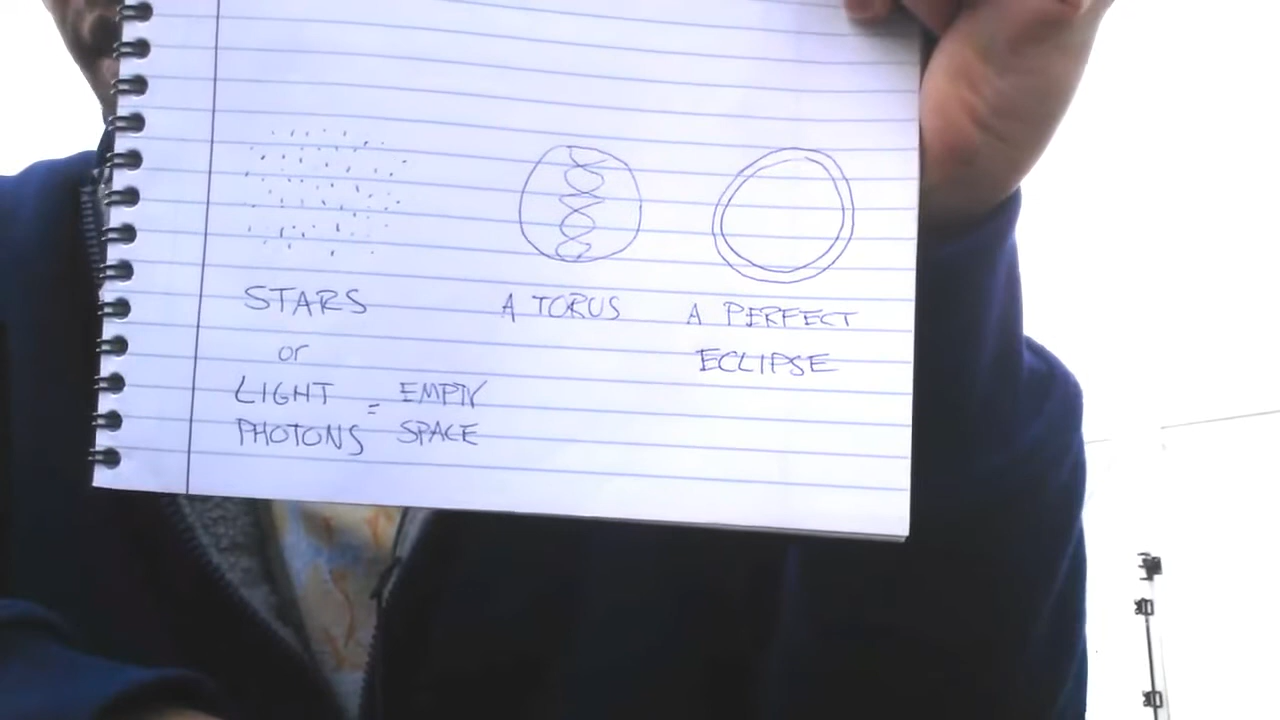 STARS
or
LIGHT
PHOTONS
=
EMPTY
SPACE
A TORUS
A PERFECT
ECLIPSE